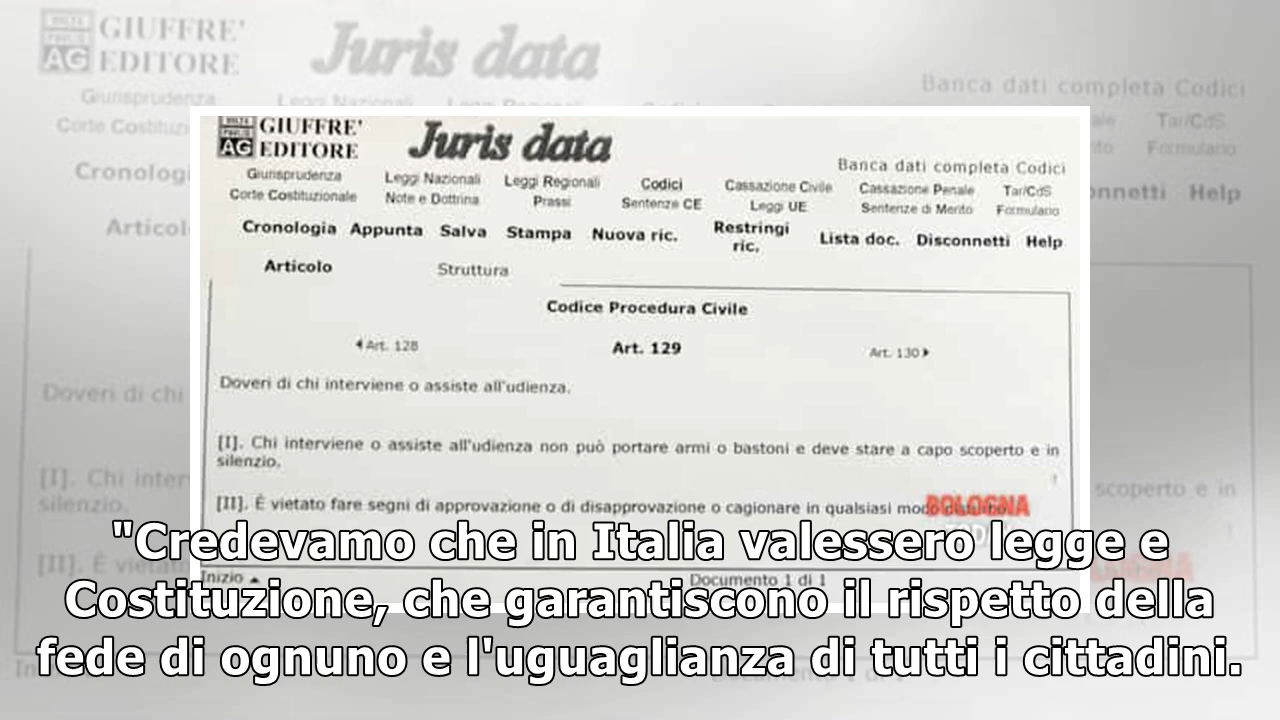 GIUFFRE'
EDITORE
AG
Juris data
Banca dati completa Codici
Giurisprudenza Leggi Nazionali Leggi Regionali Codici Cassazione Civile Cassazione Penale Tar/CdS
Corte Costituzionale Note e Dottrina Prassi Sentenze CE Leggi UE Sentenze di Merito Formulario
Cronologia Appunta Salva Stampa Nuova ric. Restringi ric. Lista doc. Disconnetti Help
Articolo Struttura
Codice Procedura Civile
Art. 128 Art. 129 Art. 130
Doveri di chi interviene o assiste all'udienza.
[I]. Chi interviene o assiste all'udienza non può portare armi o bastoni e deve stare a capo scoperto e in
silenzio.
[II]. È vietato fare segni di approvazione o di disapprovazione o cagionare in qualsiasi modo
BOLOGNA
Inizio Documento 1 di 1
"Credevamo che in Italia valessero legge e
Costituzione, che garantiscono il rispetto della
fede di ognuno e l'uguaglianza di tutti i cittadini.